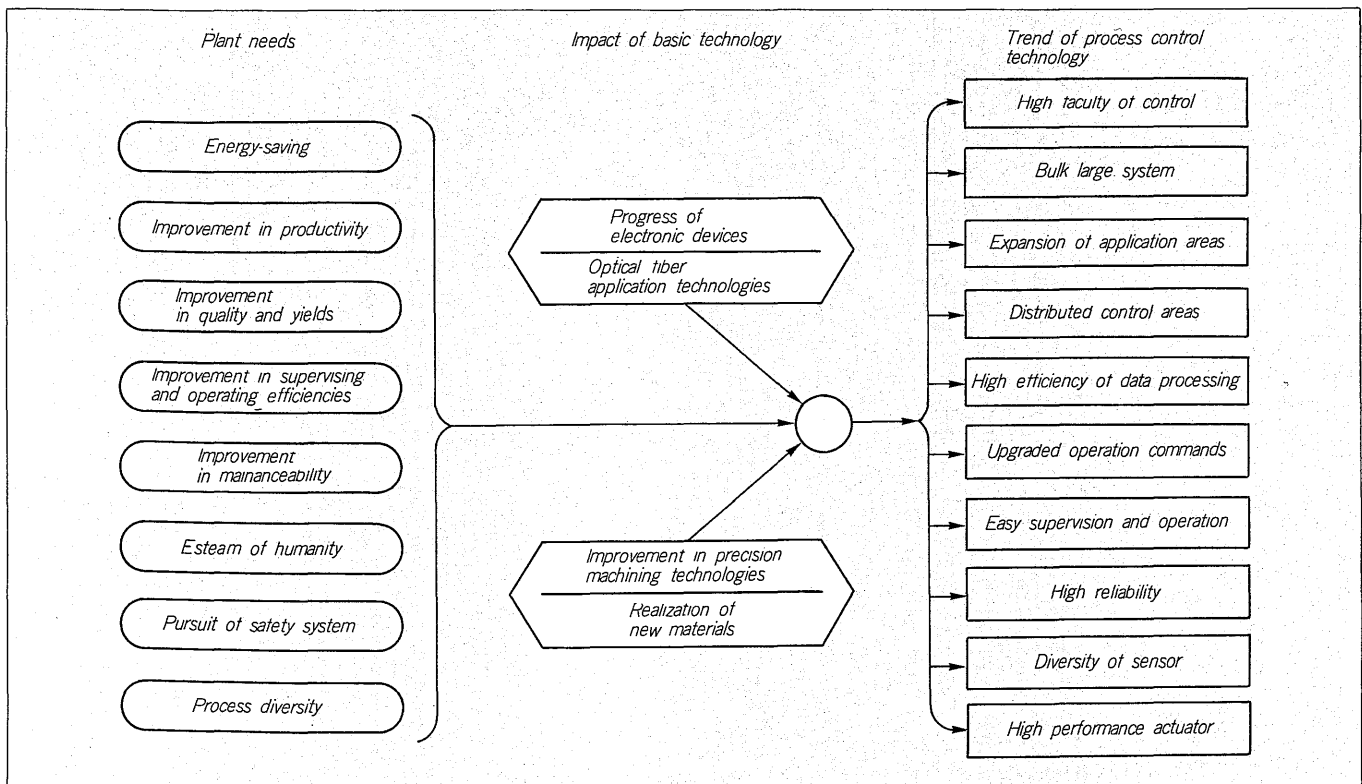 Plant needs
Impact of basic technology
Trend of process control
technology
Energy-saving
Improvement in productivity
Improvement
in quality and yields
Improvement in supervising
and operating efficiencies
Improvement
in mainanceability
Esteam of humanity
Pursuit of safety system
Process diversity
Progress of
electronic devices
Optical fiber
application technologies
Improvement in precision
machining technologies
Realization of
new materials
High faculty of control
Bulk large system
Expansion of application areas
Distributed control areas
High efficiency of data processing
Upgraded operation commands
Easy supervision and operation
High reliability
Diversity of sensor
High performance actuator